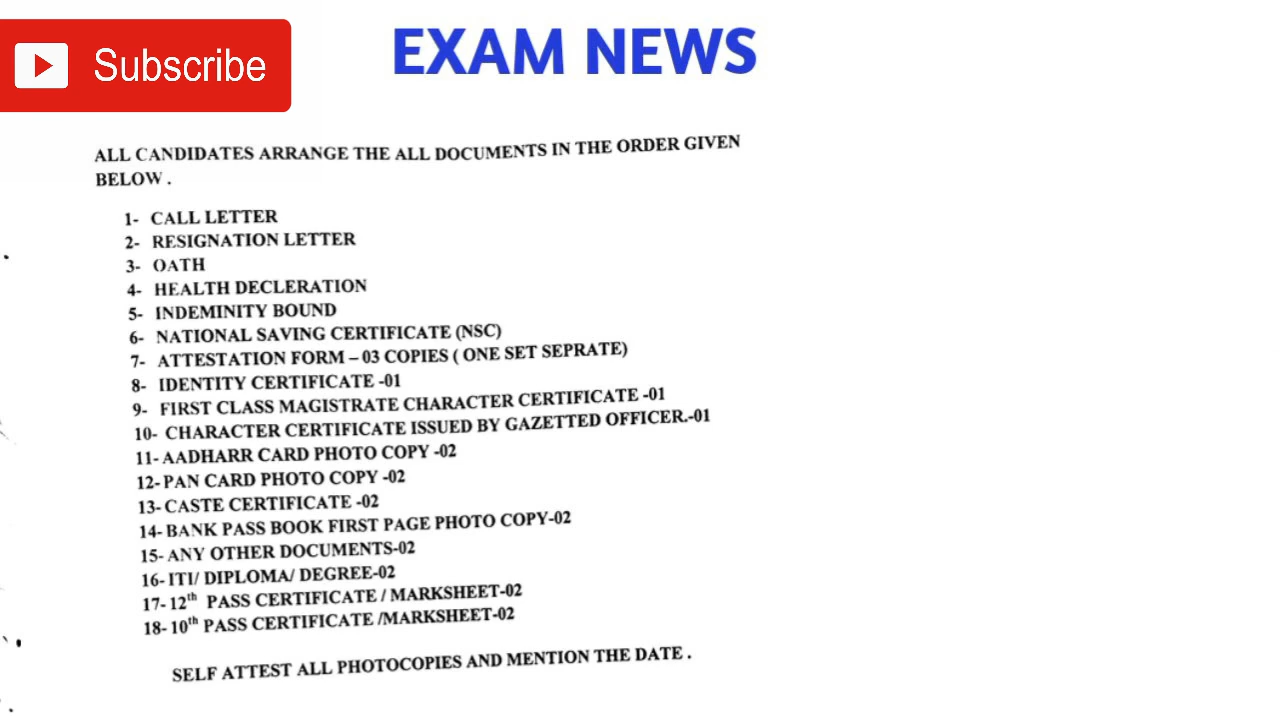 Subscribe
EXAM NEWS
ALL CANDIDATES ARRANGE THE ALL DOCUMENTS IN THE ORDER GIVEN
BELOW .
1- CALL LETTER
2- RESIGNATION LETTER
3- OATH
4- HEALTH DECLERATION
5- INDEMINITY BOUND
6- NATIONAL SAVING CERTIFICATE (NSC)
7- ATTESTATION FORM – 03 COPIES ( ONE SET SEPRATE)
8- IDENTITY CERTIFICATE -01
9- FIRST CLASS MAGISTRATE CHARACTER CERTIFICATE -01
10- CHARACTER CERTIFICATE ISSUED BY GAZETTED OFFICER.-01
11- AADHARR CARD PHOTO COPY -02
12- PAN CARD PHOTO COPY -02
13- CASTE CERTIFICATE -02
14- BANK PASS BOOK FIRST PAGE PHOTO COPY-02
15- ANY OTHER DOCUMENTS-02
16- ITI/ DIPLOMA/ DEGREE-02
17- 12th PASS CERTIFICATE / MARKSHEET-02
18- 10th PASS CERTIFICATE /MARKSHEET-02
SELF ATTEST ALL PHOTOCOPIES AND MENTION THE DATE .